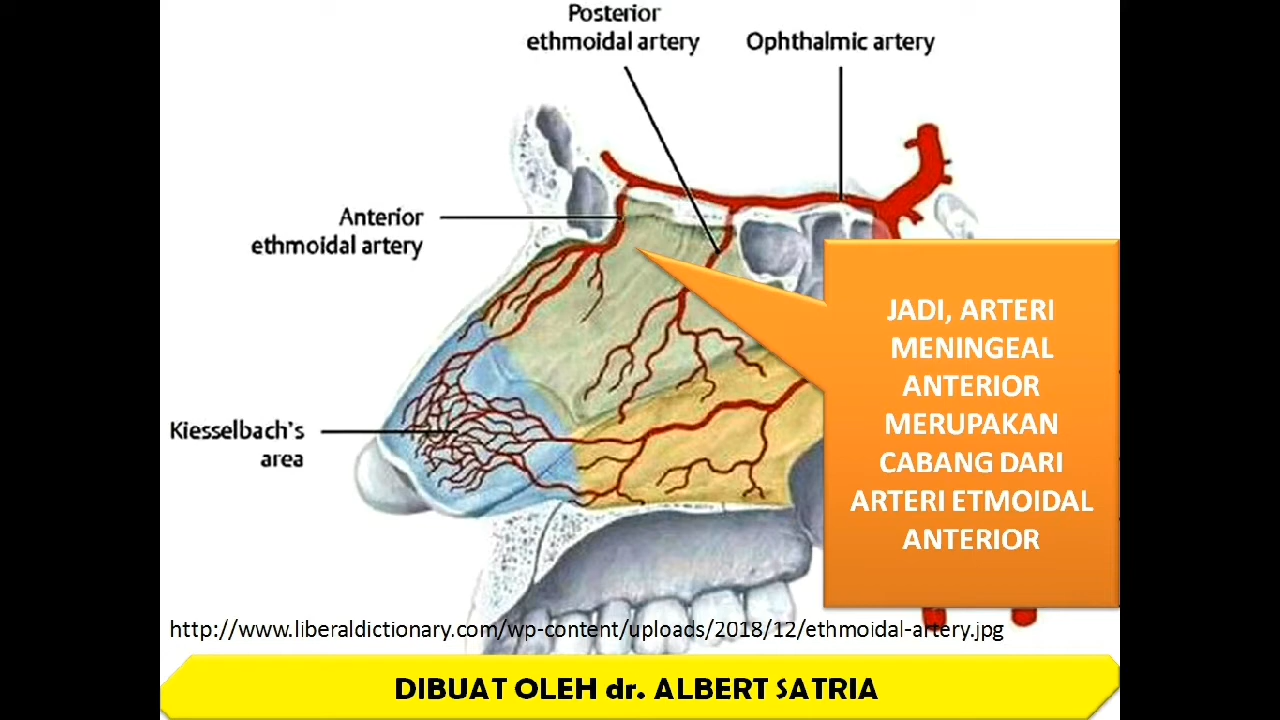 Posterior
ethmoidal artery
Ophthalmic artery
Anterior
ethmoidal artery
Kiesselbach's
area
JADI, ARTERI
MENINGEAL
ANTERIOR
MERUPAKAN
CABANG DARI
ARTERI ETMOIDAL
ANTERIOR
http://www.liberaldictionary.com/wp-content/uploads/2018/12/ethmoidal-artery.jpg
DIBUAT OLEH dr. ALBERT SATRIA